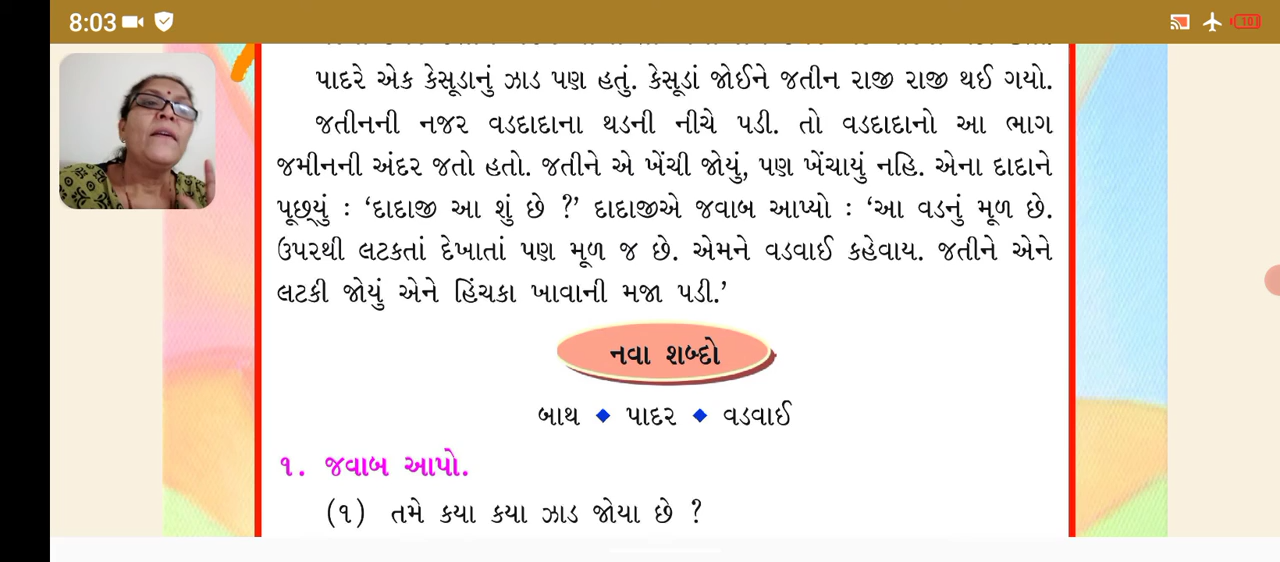 8:03
10
પાદરે એક કેસૂડાનું ઝાડ પણ હતું. કેસૂડાં જોઈને જતીન રાજી રાજી થઈ ગયો.
જતીનની નજર વડદાદાના થડની નીચે પડી. તો વડદાદાનો આ ભાગ
જમીનની અંદર જતો હતો. જતીને એ ખેંચી જોયું, પણ ખેંચાયું નહિ. એના દાદાને
પૂછ્યું : ‘દાદાજી આ શું છે ?’ દાદાજીએ જવાબ આપ્યો : ‘આ વડનું મૂળ છે.
ઉપરથી લટકતાં દેખાતાં પણ મૂળ જ છે. એમને વડવાઈ કહેવાય. જતીને એને
લટકી જોયું એને હિંચકા ખાવાની મજા પડી.’
નવા શબ્દો
બાથ ◆ પાદર ◆ વડવાઈ
૧. જવાબ આપો.
(૧) તમે કયા કયા ઝાડ જોયા છે ?